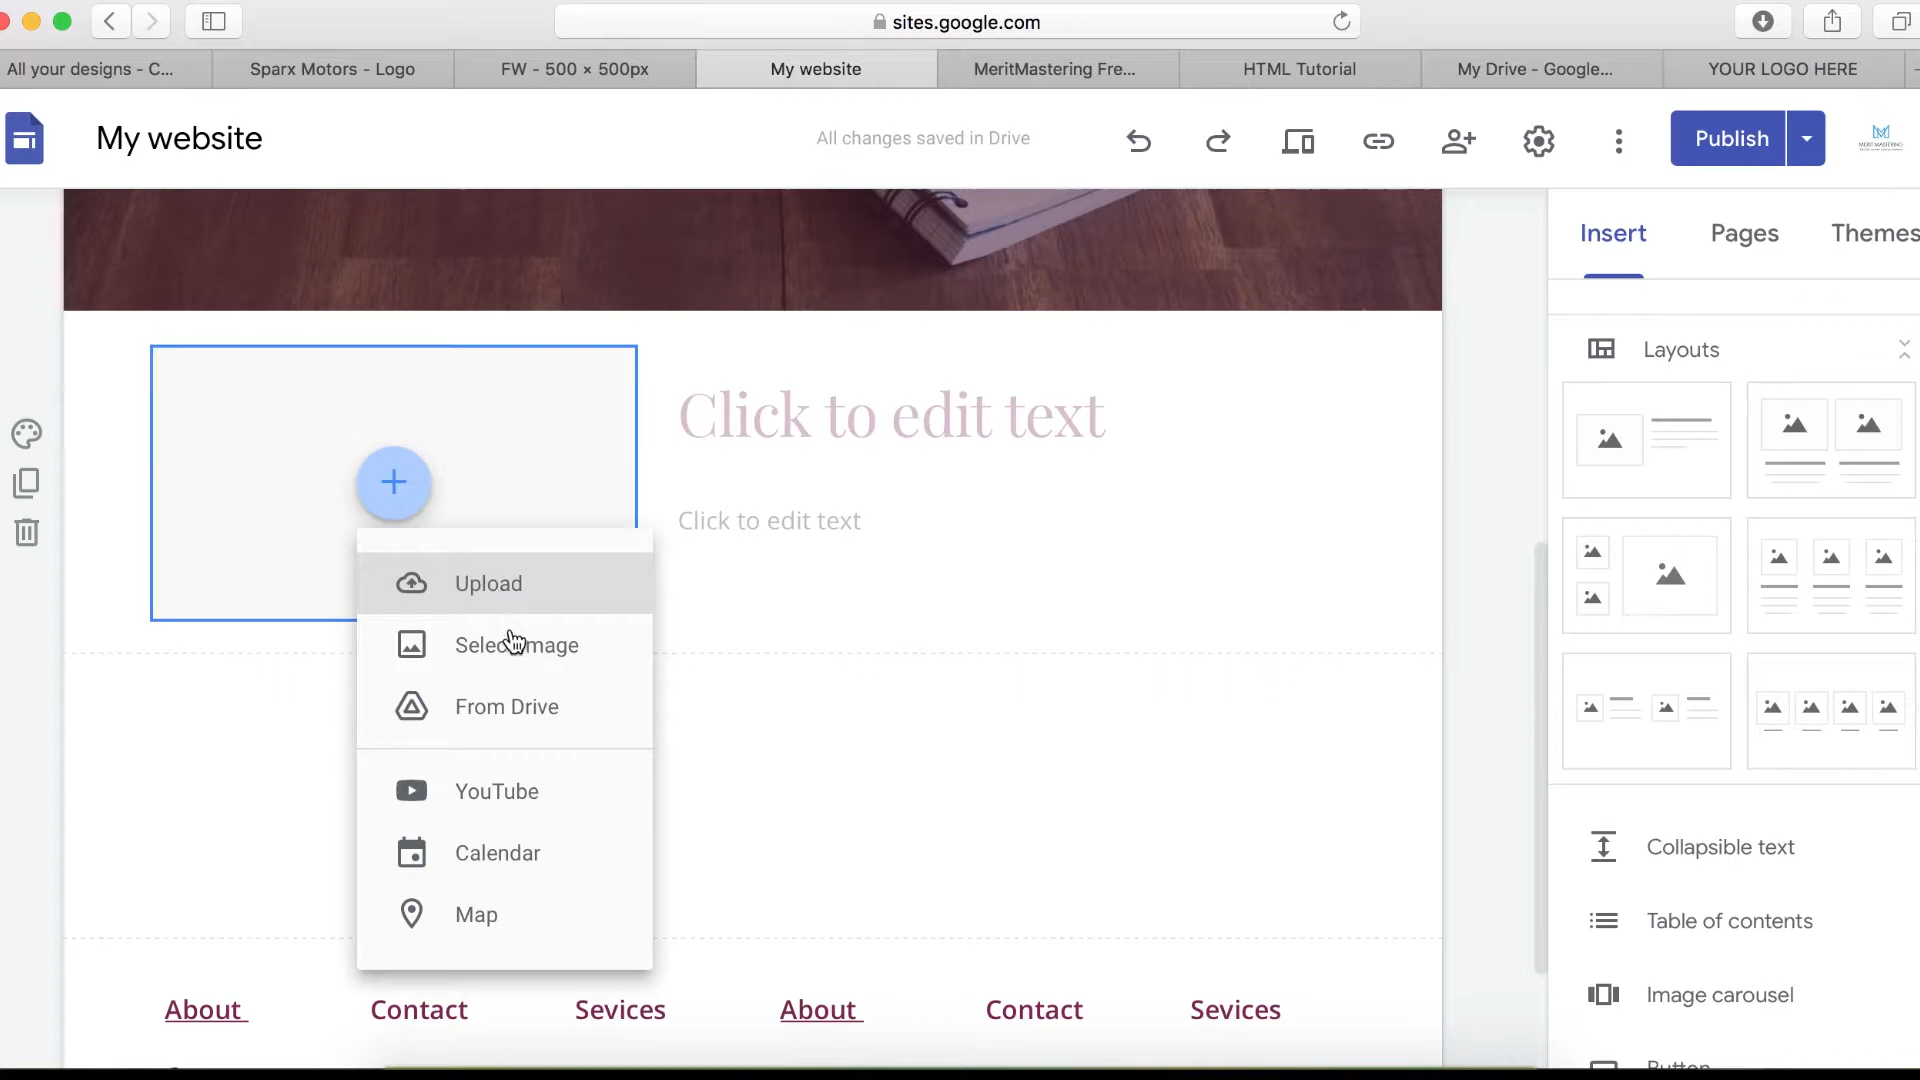 sites.google.com
All your designs - C...
Sparx Motors - Logo
FW - 500 × 500px
My website
MeritMastering Fre...
HTML Tutorial
My Drive - Google...
YOUR LOGO HERE
My website
All changes saved in Drive
Publish
MERIT MASTERING
Insert
Pages
Themes
Layouts
Click to edit text
Click to edit text
Upload
Select image
From Drive
YouTube
Calendar
Map
Collapsible text
Table of contents
Image carousel
Button
About
Contact
Sevices
About
Contact
Sevices